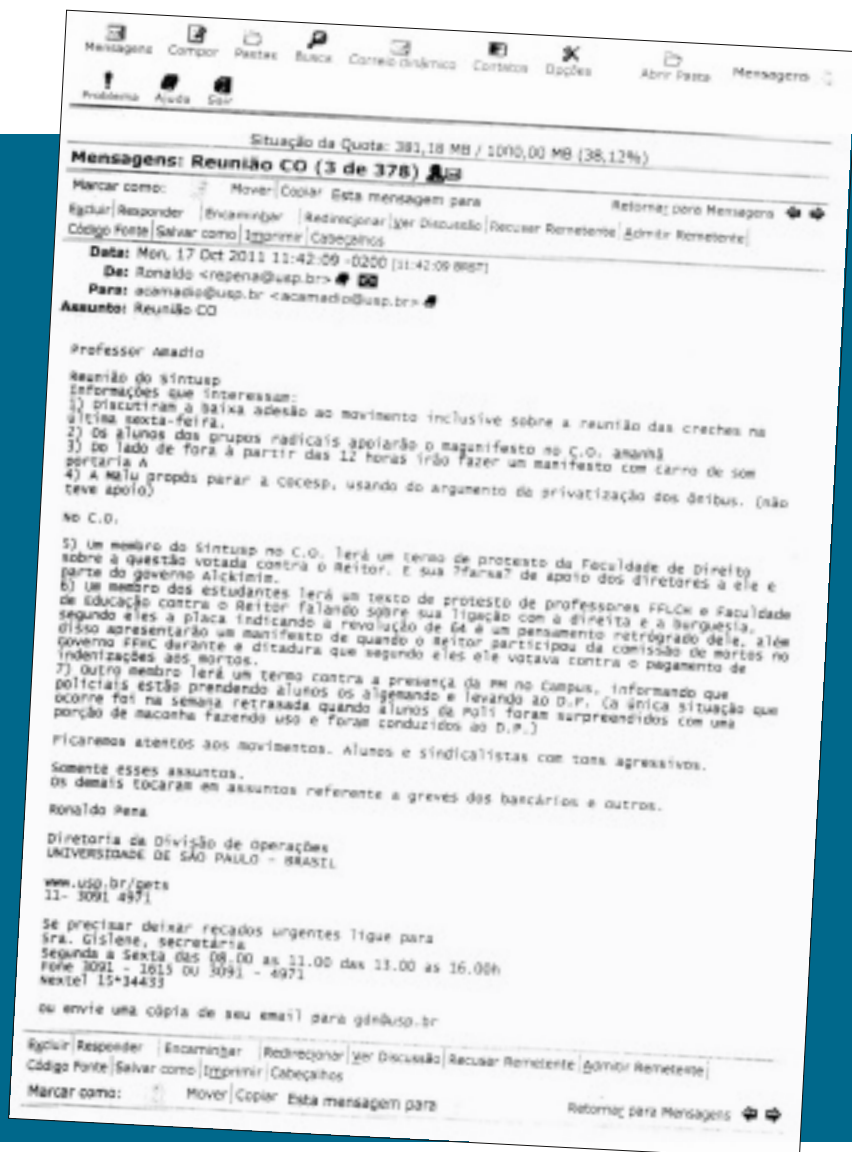 Mensagens Compor Pastas Busca Correio dinâmico Contatos Opções Abrir Pasta Mensagens
Problema Ajuda Sair
Situação da Quota: 381,18 MB / 1000,00 MB (38,12%)
Mensagens: Reunião CO (3 de 378)
Marcar como: Mover|Copiar Esta mensagem para Retornar para Mensagens
Excluir|Responder |Encaminhar |Redirecionar|Ver Discussão|Recusar Remetente|Admitir Remetente|
Código Fonte|Salvar como|Imprimir|Cabeçalhos
Data: Mon, 17 Oct 2011 11:42:09 -0200 [11:42:09 BRST]
De: Ronaldo <repena@usp.br>
Para: acamadio@usp.br <acamadio@usp.br>
Assunto: Reunião CO
Professor Amadio
Reunião do Sintusp
Informações que interessam:
1) Discutiram a baixa adesão ao movimento inclusive sobre a reunião das creches na
última sexta-feira.
2) Os alunos dos grupos radicais apoiarão o magunifesto no C.O. amanhã
3) Do lado de fora à partir das 12 horas irão fazer um manifesto com carro de som
portaria A
4) A Malu propôs parar a Cocesp, usando do argumento da privatização dos ônibus. (não
teve apoio)
No C.O.
5) Um membro do Sintusp no C.O. lerá um termo de protesto da Faculdade de Direito
sobre a questão votada contra o Reitor. E sua ?farsa? de apoio dos diretores a ele e
parte do governo Alckimim.
6) Um membro dos estudantes lerá um texto de protesto de professores FFLCH e Faculdade
de Educação contra o Reitor falando sobre sua ligação com a direita e a burguesia,
segundo eles a placa indicando a revolução de 64 é um pensamento retrógrado dele, além
disso apresentarão um manifesto de quando o Reitor participou da comissão de mortos no
governo FFHC durante e ditadura que segundo eles ele votava contra o pagamento de
indenizações aos mortos.
7) Outro membro lerá um termo contra a presença da PM no Campus, informando que
policiais estão prendendo alunos os algemando e levando ao D.P. (a única situação que
ocorre foi na semana retrasada quando alunos da Poli foram surpreendidos com uma
porção de maconha fazendo uso e foram conduzidos ao D.P.)
Ficaremos atentos aos movimentos. Alunos e sindicalistas com tons agressivos.
Somente esses assuntos.
Os demais tocaram em assuntos referente a greves dos bancários e outros.
Ronaldo Pena
Diretoria da Divisão de Operações
UNIVERSIDADE DE SÃO PAULO - BRASIL
www.usp.br/gets
11- 3091 4971
Se precisar deixar recados urgentes ligue para
Sra. Gislene, secretária
Segunda a Sexta das 08.00 as 11.00 das 13.00 as 16.00h
Fone 3091 - 1615 ou 3091 - 4971
Nextel 15*34433
ou envie uma cópia de seu email para gdn@usp.br
Excluir|Responder |Encaminhar |Redirecionar|Ver Discussão|Recusar Remetente|Admitir Remetente|
Código Fonte|Salvar como|Imprimir|Cabeçalhos
Marcar como: Mover|Copiar Esta mensagem para Retornar para Mensagens